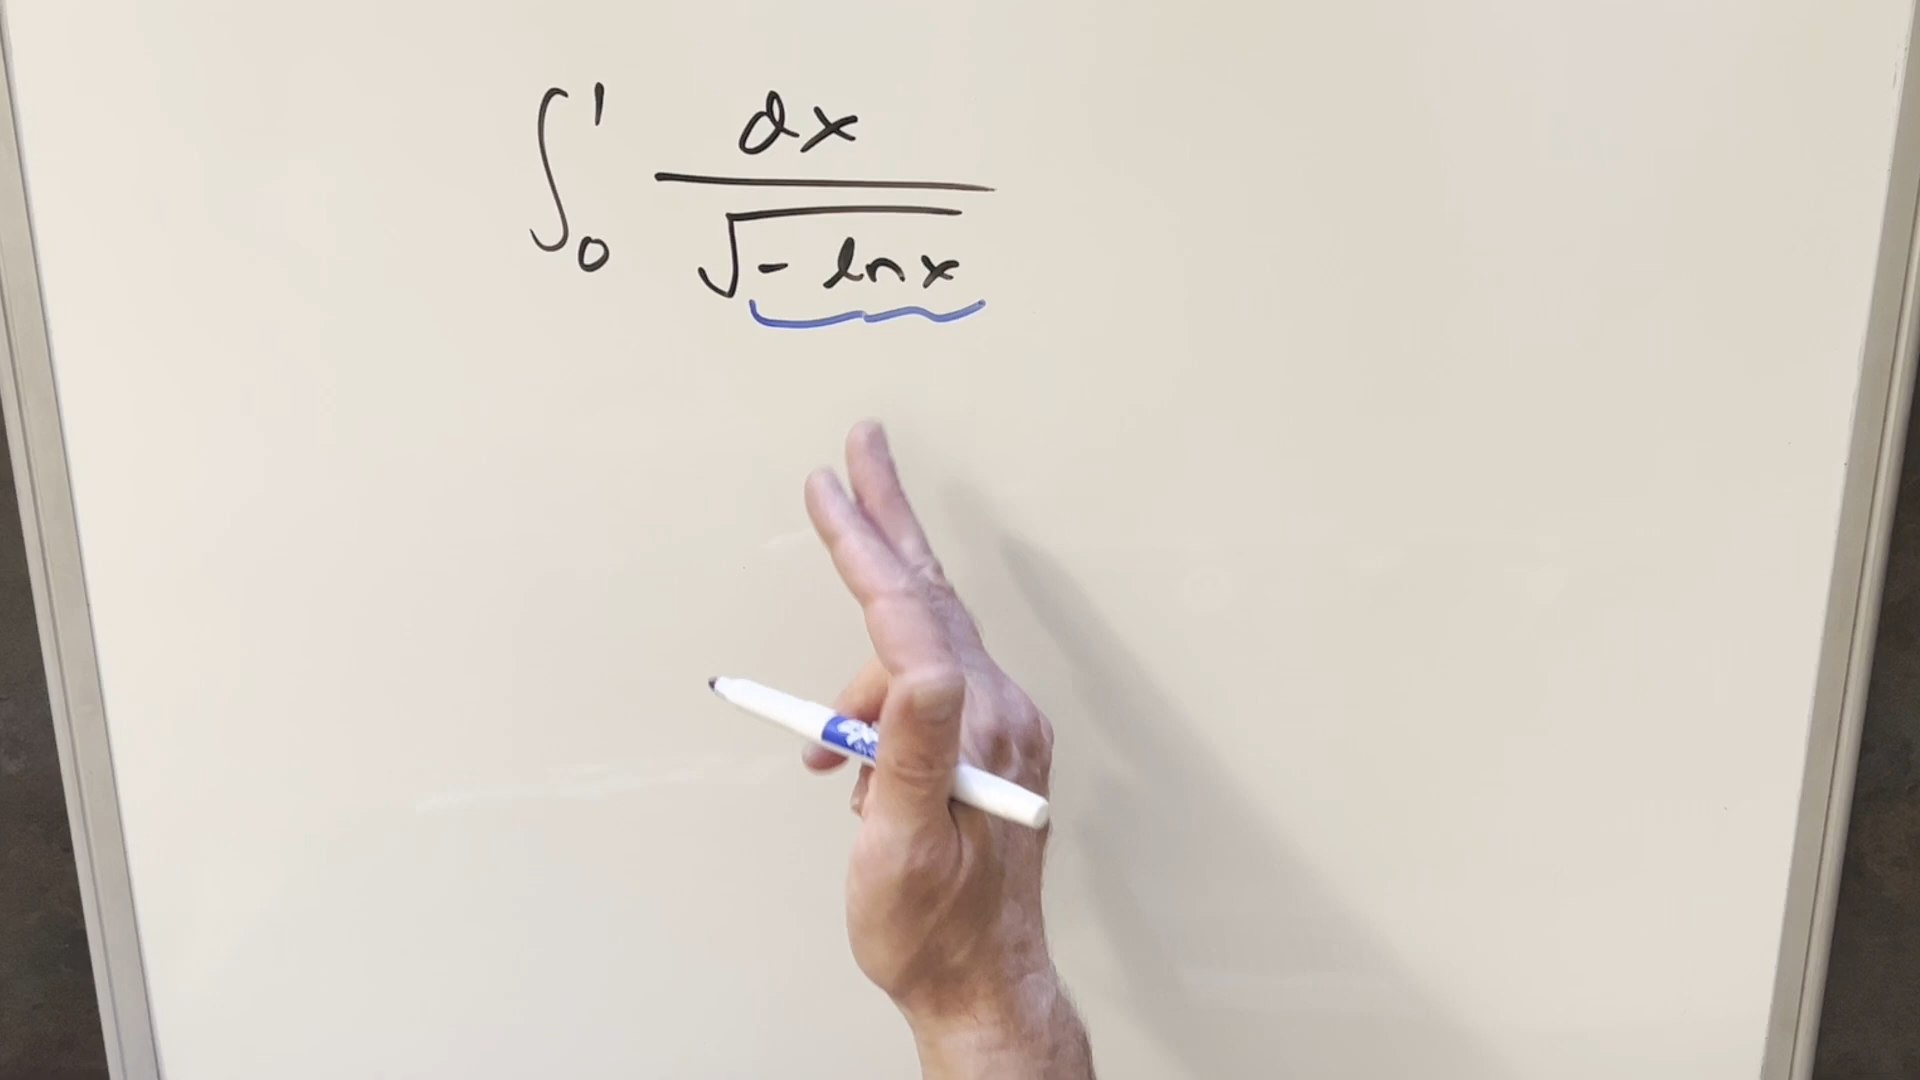 ∫₀¹ dx / √(- ln x)